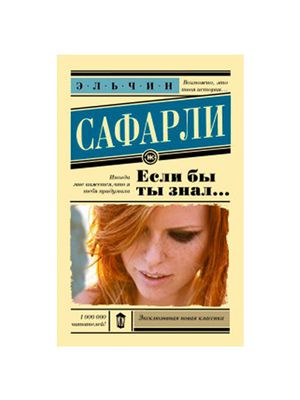 Э·Л·Ь·Ч·И·Н
Возможно, это
твоя история...
САФАРЛИ
НК
Иногда
мне кажется, что я
тебя придумала
Если бы
ты знал...
1 000 000
читателей!
Эксклюзивная новая классика